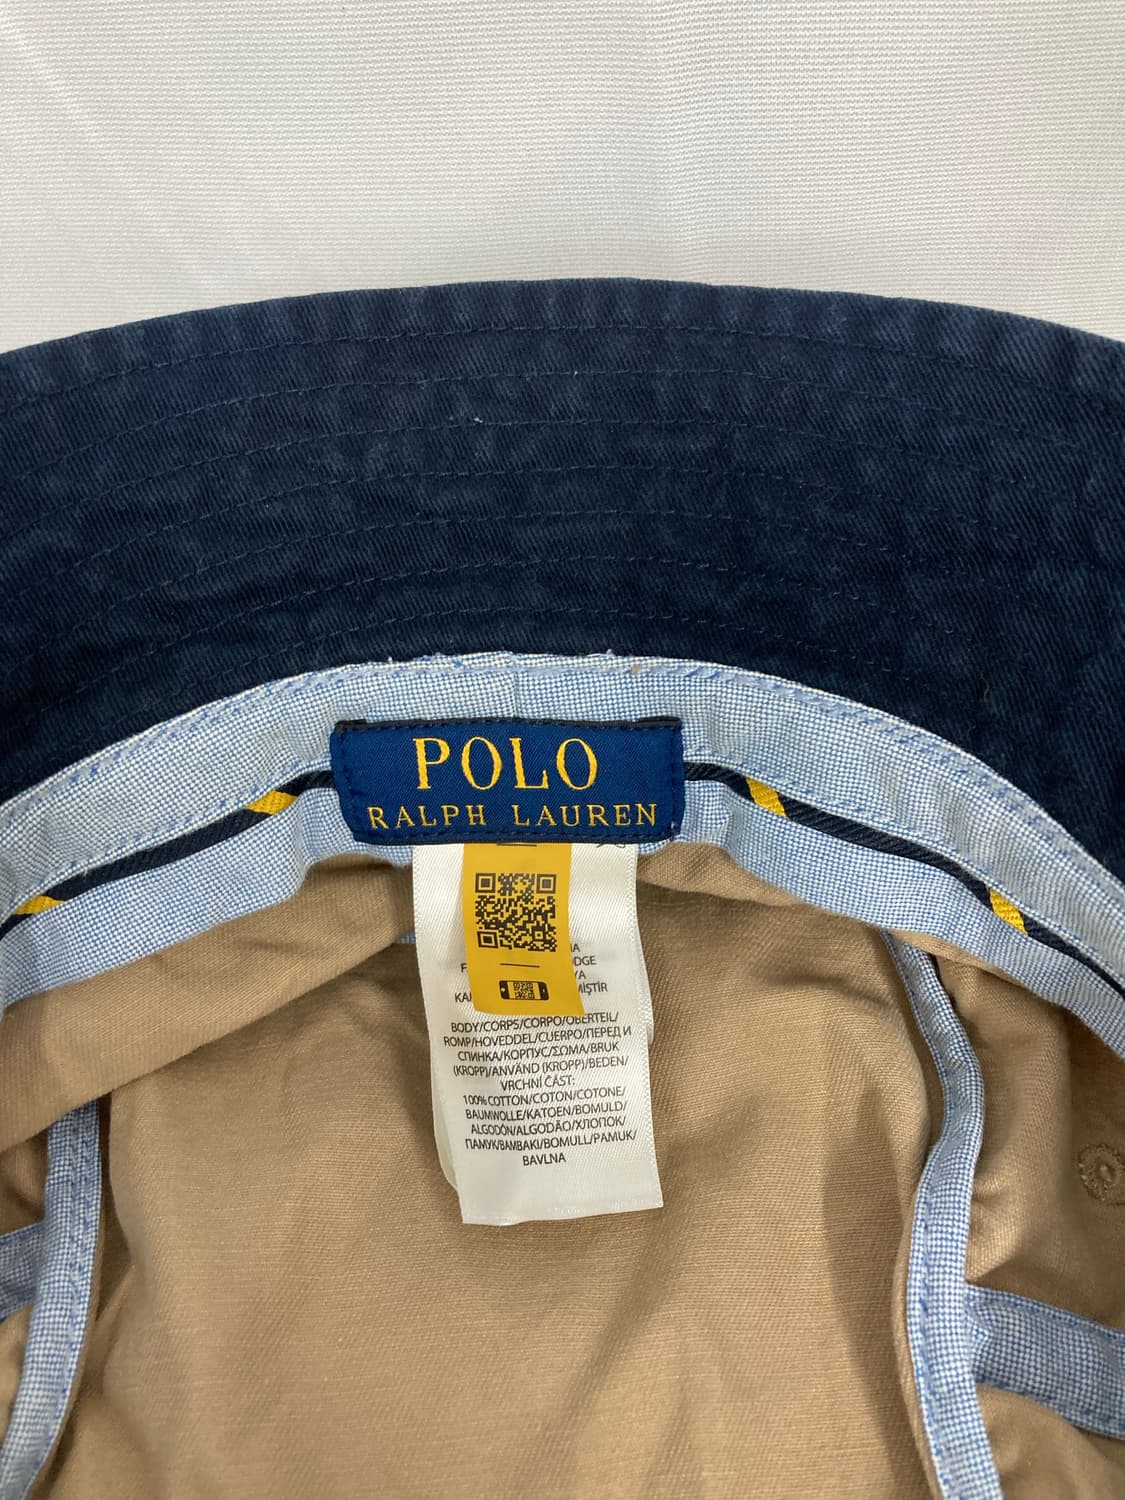 POLO
RALPH LAUREN
BODY/CORPS/CORPO/OBERTEIL/
ROMP/HOVEDDEL/CUERPO/ПЕРЕД И
СПИНКА/КОРПУС/ΣΩΜΑ/BRUK
(KROPP)/ANVÄND (KROPP)/BEDEN/
VRCHNÍ ČÁST:
100% COTTON/COTON/COTONE/
BAUMWOLLE/KATOEN/BOMULD/
ALGODÓN/ALGODÃO/ХЛОПОК/
ПАМУК/ΒΑΜΒΑΚΙ/BOMULL/PAMUK/
BAVLNA